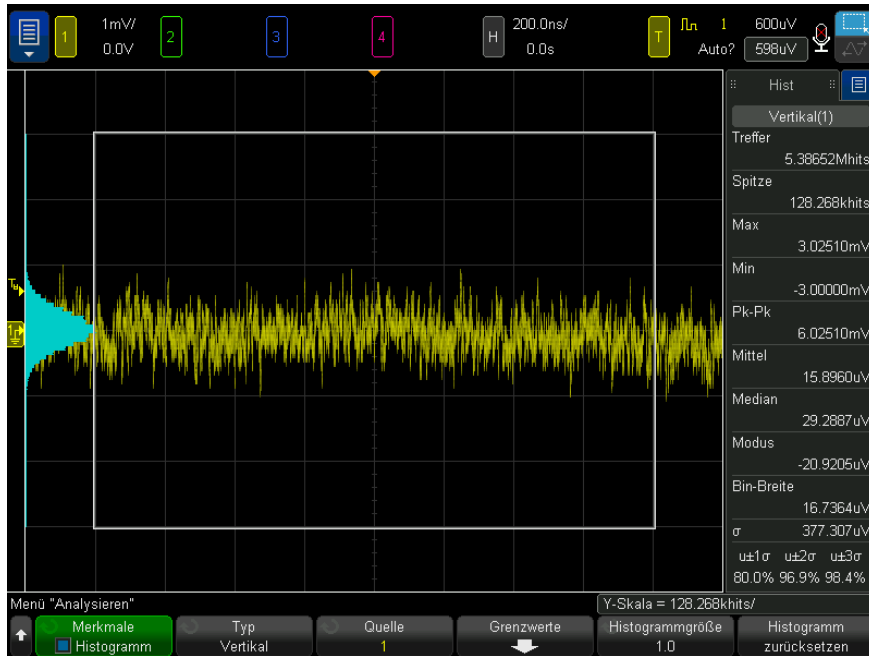 1 1mV/ 2 3 4 H 200.0ns/ T 1 600uV
0.0V 0.0s Auto? 598uV
Hist
Vertikal(1)
Treffer
5.38652Mhits
Spitze
128.268khits
Max
3.02510mV
Min
-3.00000mV
Pk-Pk
6.02510mV
Mittel
15.8960uV
Median
29.2887uV
Modus
-20.9205uV
Bin-Breite
16.7364uV
σ 377.307uV
u±1σ u±2σ u±3σ
80.0% 96.9% 98.4%
T
1
Menü "Analysieren" Y-Skala = 128.268khits/
Merkmale Typ Quelle Grenzwerte Histogrammgröße Histogramm
Histogramm Vertikal 1 1.0 zurücksetzen